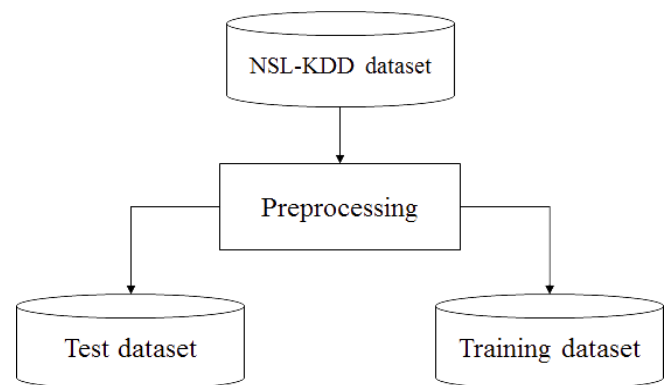 NSL-KDD dataset
Preprocessing
Test dataset
Training dataset